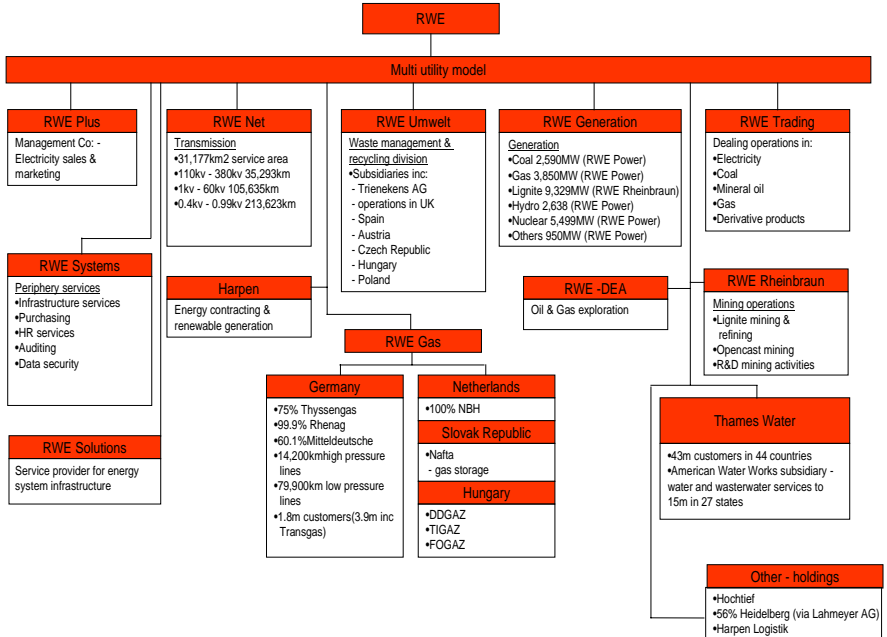 RWE
Multi utility model
RWE Plus
Management Co: -
Electricity sales &
marketing
RWE Net
Transmission
•31,177km2 service area
•110kv - 380kv 35,293km
•1kv - 60kv 105,635km
•0.4kv - 0.99kv 213,623km
RWE Umwelt
Waste management &
recycling division
•Subsidiaries inc:
- Trienekens AG
- operations in UK
- Spain
- Austria
- Czech Republic
- Hungary
- Poland
RWE Generation
Generation
•Coal 2,590MW (RWE Power)
•Gas 3,850MW (RWE Power)
•Lignite 9,329MW (RWE Rheinbraun)
•Hydro 2,638 (RWE Power)
•Nuclear 5,499MW (RWE Power)
•Others 950MW (RWE Power)
RWE Trading
Dealing operations in:
•Electricity
•Coal
•Mineral oil
•Gas
•Derivative products
RWE Systems
Periphery services
•Infrastructure services
•Purchasing
•HR services
•Auditing
•Data security
Harpen
Energy contracting &
renewable generation
RWE -DEA
Oil & Gas exploration
RWE Rheinbraun
Mining operations
•Lignite mining &
refining
•Opencast mining
•R&D mining activities
RWE Gas
Germany
•75% Thyssengas
•99.9% Rhenag
•60.1%Mitteldeutsche
•14,200kmhigh pressure
lines
•79,900km low pressure
lines
•1.8m customers(3.9m inc
Transgas)
Netherlands
•100% NBH
Slovak Republic
•Nafta
- gas storage
Hungary
•DDGAZ
•TIGAZ
•FOGAZ
Thames Water
•43m customers in 44 countries
•American Water Works subsidiary -
water and wasterwater services to
15m in 27 states
RWE Solutions
Service provider for energy
system infrastructure
Other - holdings
•Hochtief
•56% Heidelberg (via Lahmeyer AG)
•Harpen Logistik